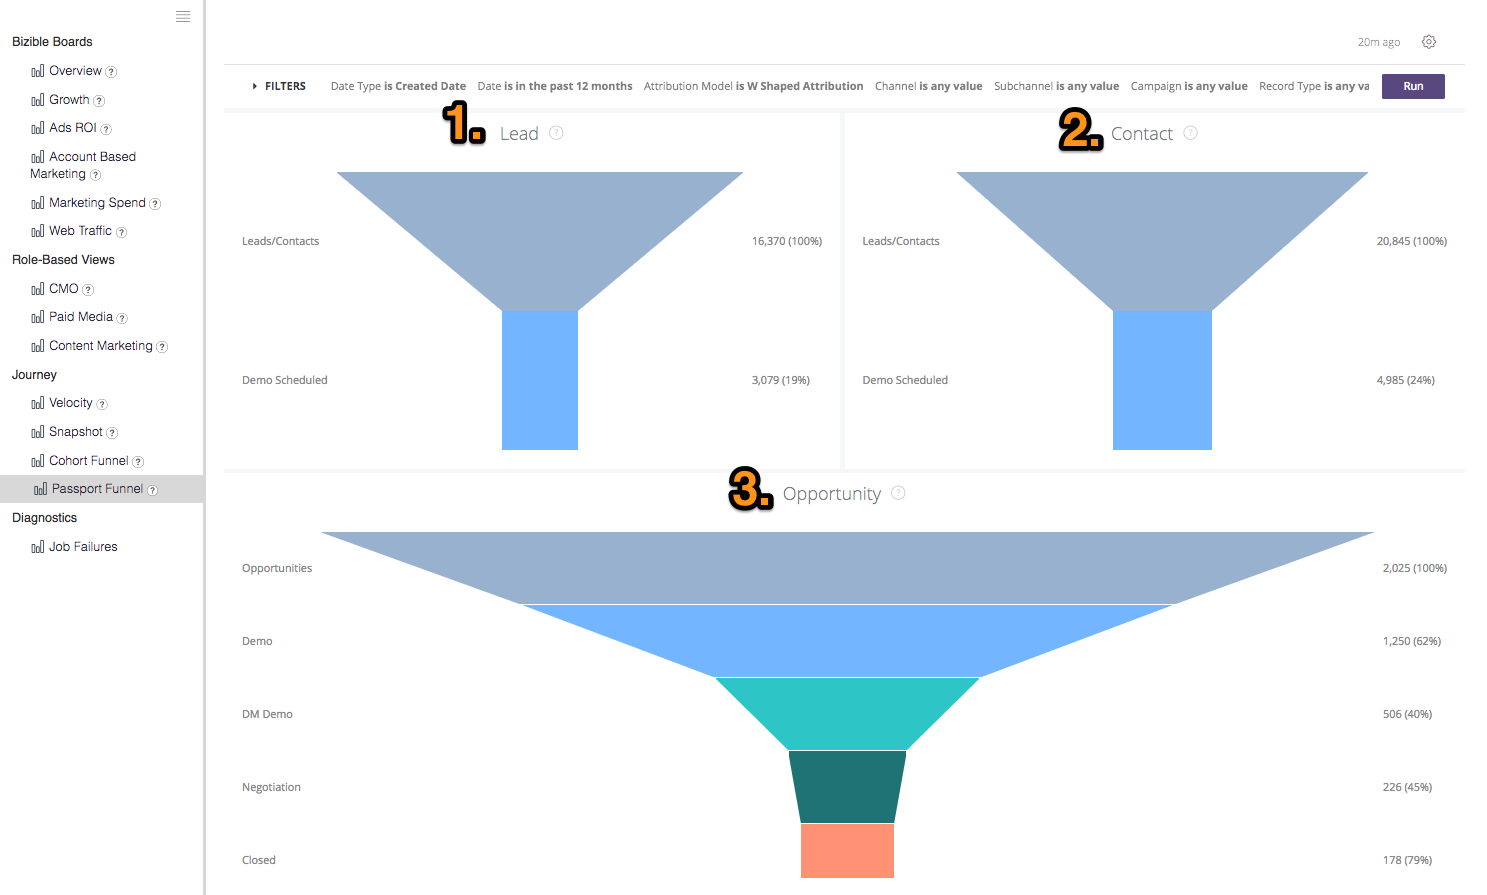 Bizible Boards
Overview ?
Growth ?
Ads ROI ?
Account Based
Marketing ?
Marketing Spend ?
Web Traffic ?
Role-Based Views
CMO ?
Paid Media ?
Content Marketing ?
Journey
Velocity ?
Snapshot ?
Cohort Funnel ?
Passport Funnel ?
Diagnostics
Job Failures
20m ago
FILTERS Date Type is Created Date Date is in the past 12 months Attribution Model is W Shaped Attribution Channel is any value Subchannel is any value Campaign is any value Record Type is any va Run
1. Lead ?
Leads/Contacts 16,370 (100%)
Demo Scheduled 3,079 (19%)
2. Contact ?
Leads/Contacts 20,845 (100%)
Demo Scheduled 4,985 (24%)
3. Opportunity ?
Opportunities 2,025 (100%)
Demo 1,250 (62%)
DM Demo 506 (40%)
Negotiation 226 (45%)
Closed 178 (79%)